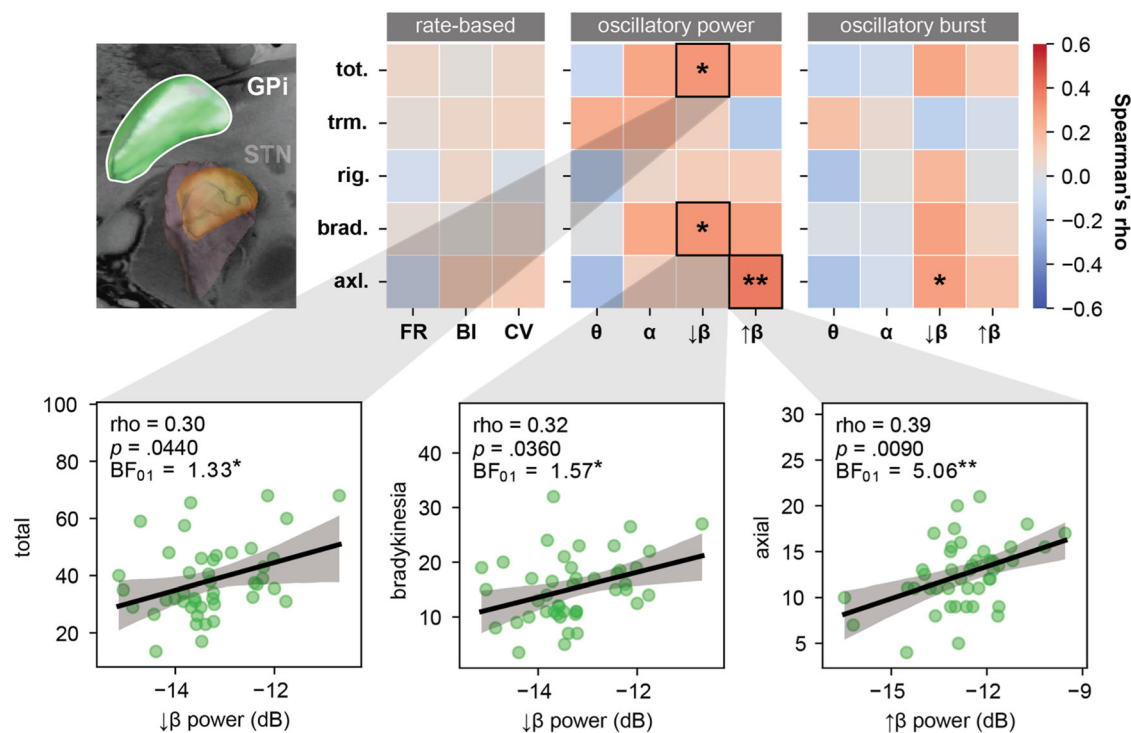 rate-based oscillatory power oscillatory burst
GPi
STN
tot. * 
trm.
rig.
brad. *
axl. ** *
FR BI CV θ α ↓β ↑β θ α ↓β ↑β
0.6
0.4
0.2
0.0
−0.2
−0.4
−0.6
Spearman's rho
rho = 0.30
p = .0440
BF01 = 1.33*
total
100
80
60
40
20
−14 −12
↓β power (dB)
rho = 0.32
p = .0360
BF01 = 1.57*
bradykinesia
40
30
20
10
−14 −12
↓β power (dB)
rho = 0.39
p = .0090
BF01 = 5.06**
axial
30
25
20
15
10
5
−15 −12 −9
↑β power (dB)